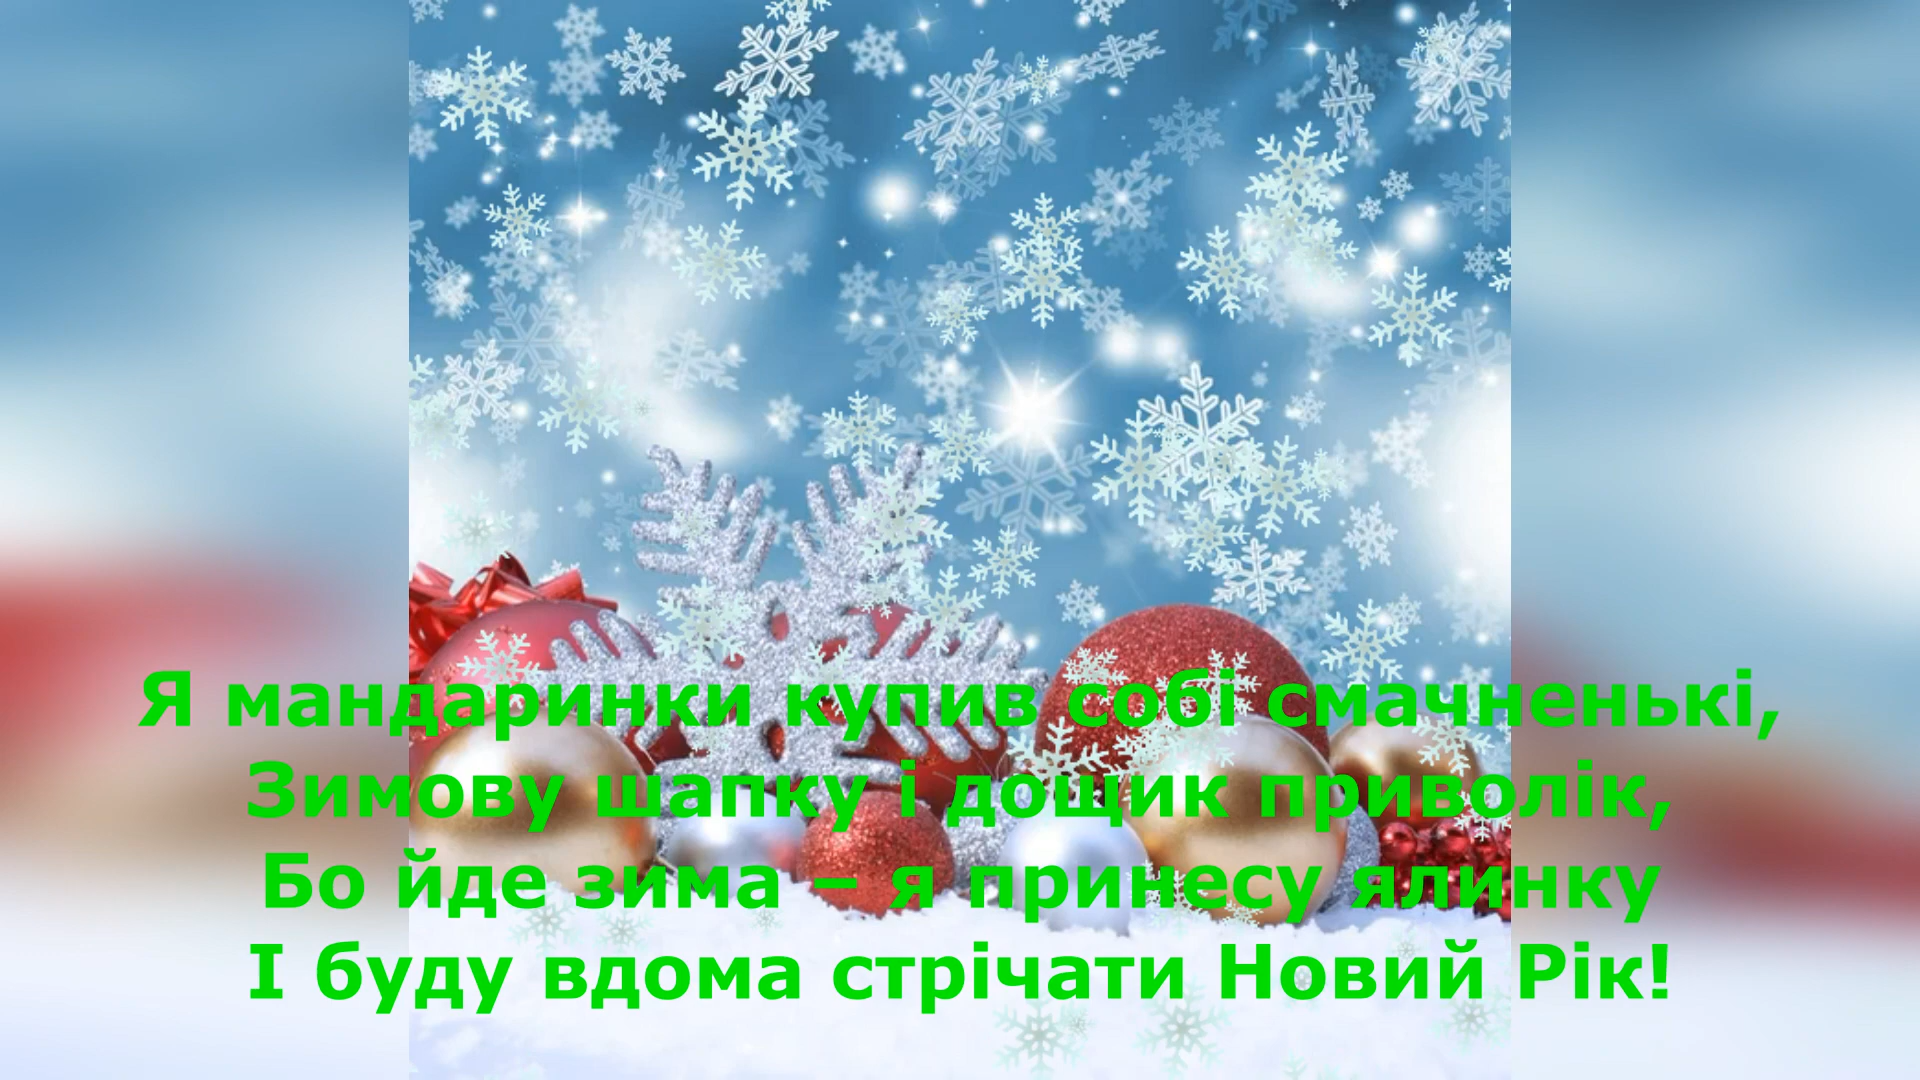 Я мандаринки купив собі смачненькі,
Зимову шапку і дощик приволік,
Бо йде зима – я принесу ялинку
І буду вдома стрічати Новий Рік!